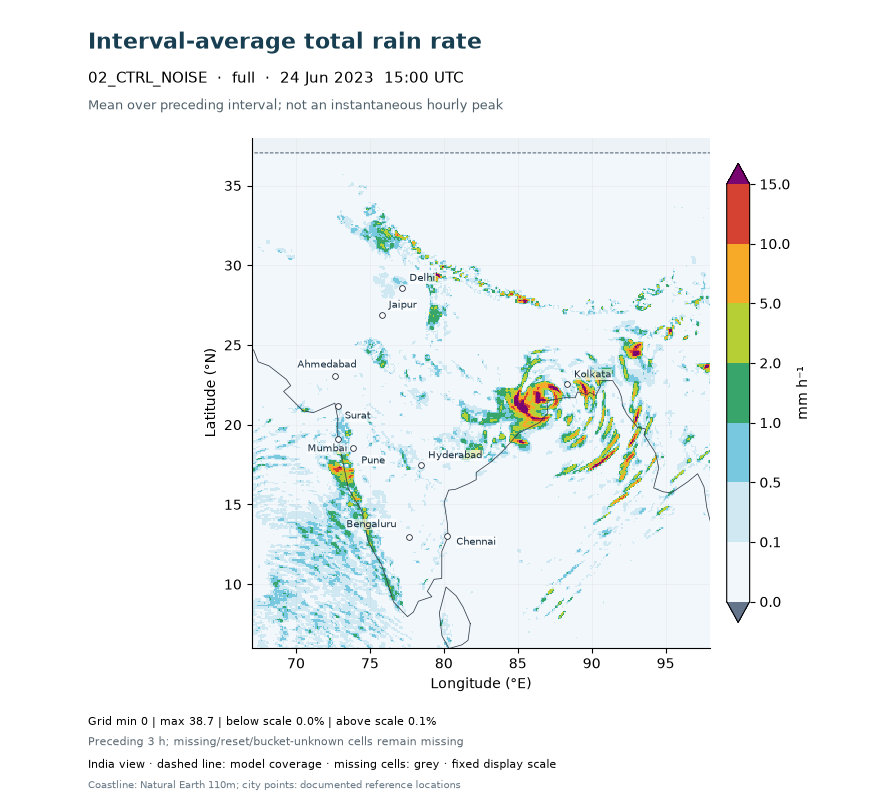 Interval-average total rain rate
02_CTRL_NOISE · full · 24 Jun 2023 15:00 UTC
Mean over preceding interval; not an instantaneous hourly peak
35
30
25
20
15
10
70
75
80
85
90
95
Latitude (°N)
Longitude (°E)
Delhi
Jaipur
Ahmedabad
Kolkata
Surat
Mumbai
Pune
Hyderabad
Bengaluru
Chennai
15.0
10.0
5.0
2.0
1.0
0.5
0.1
0.0
mm h⁻¹
Grid min 0 | max 38.7 | below scale 0.0% | above scale 0.1%
Preceding 3 h; missing/reset/bucket-unknown cells remain missing
India view · dashed line: model coverage · missing cells: grey · fixed display scale
Coastline: Natural Earth 110m; city points: documented reference locations